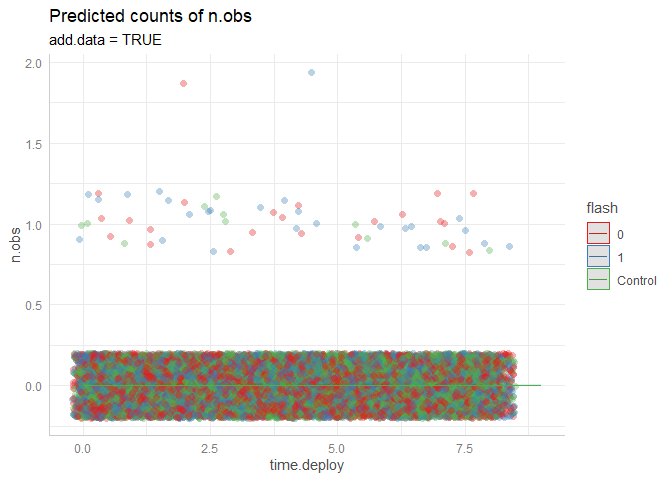 Predicted counts of n.obs
add.data = TRUE
2.0
1.5
1.0
0.5
0.0
n.obs
0.0
2.5
5.0
7.5
time.deploy
flash
0
1
Control